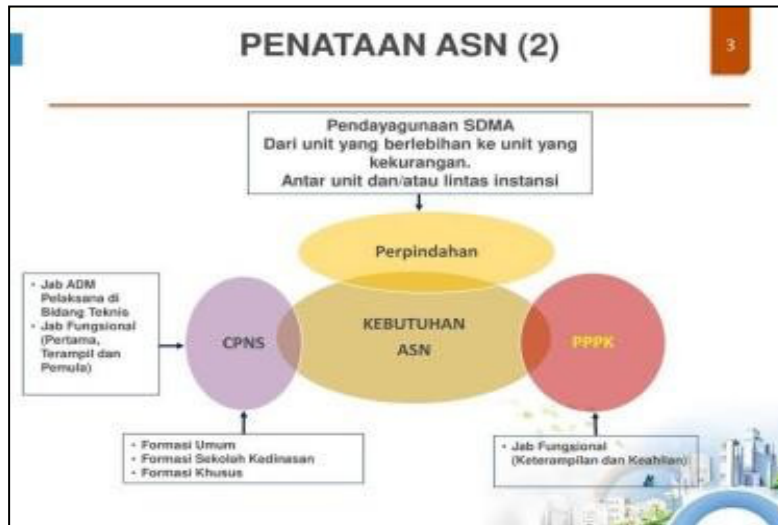 PENATAAN ASN (2)
3
Pendayagunaan SDMA
Dari unit yang berlebihan ke unit yang
kekurangan.
Antar unit dan/atau lintas instansi
Perpindahan
• Jab ADM
Pelaksana di
Bidang Teknis
• Jab Fungsional
(Pertama,
Terampil dan
Pemula)
CPNS
KEBUTUHAN
ASN
PPPK
• Formasi Umum
• Formasi Sekolah Kedinasan
• Formasi Khusus
• Jab Fungsional
(Keterampilan dan Keahlian)